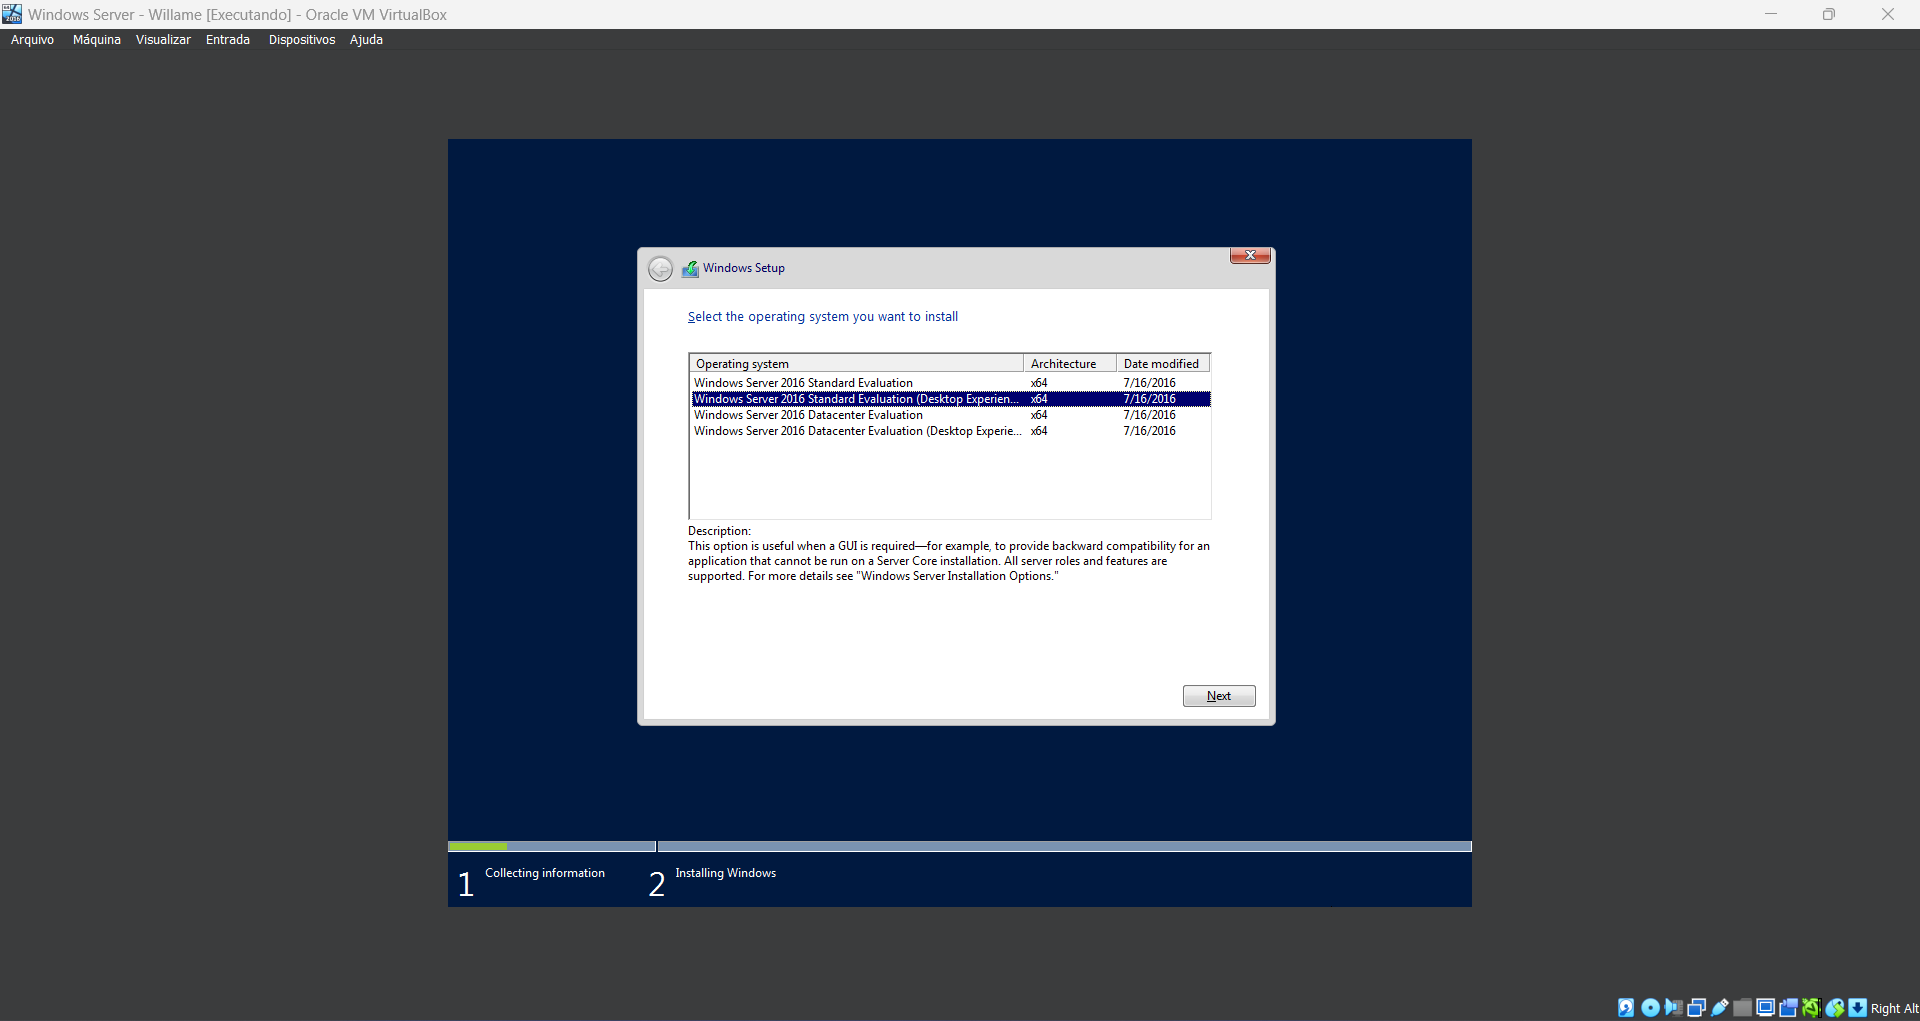 Windows Server - Willame [Executando] - Oracle VM VirtualBox
Arquivo Máquina Visualizar Entrada Dispositivos Ajuda
Windows Setup
Select the operating system you want to install
Operating system Architecture Date modified
Windows Server 2016 Standard Evaluation x64 7/16/2016
Windows Server 2016 Standard Evaluation (Desktop Experien... x64 7/16/2016
Windows Server 2016 Datacenter Evaluation x64 7/16/2016
Windows Server 2016 Datacenter Evaluation (Desktop Experie... x64 7/16/2016
Description:
This option is useful when a GUI is required—for example, to provide backward compatibility for an
application that cannot be run on a Server Core installation. All server roles and features are
supported. For more details see "Windows Server Installation Options."
Next
1 Collecting information 2 Installing Windows
Right Alt